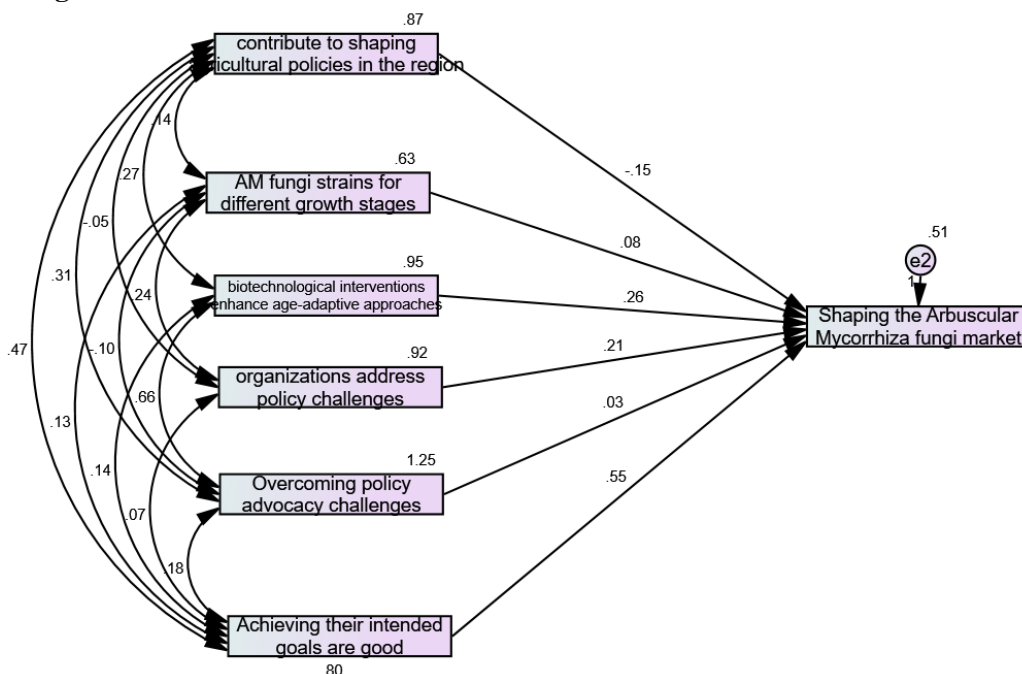 .87
contribute to shaping
ricultural policies in the region
.14
.63
AM fungi strains for
different growth stages
-.15
.27
-.05
.08
.51
e2
1
.95
biotechnological interventions
enhance age-adaptive approaches
.26
Shaping the Arbuscular
Mycorrhiza fungi market
.31
.24
.47
-.10
.92
organizations address
policy challenges
.21
.66
.13
.03
1.25
Overcoming policy
advocacy challenges
.14
.55
.07
.18
Achieving their intended
goals are good
.80